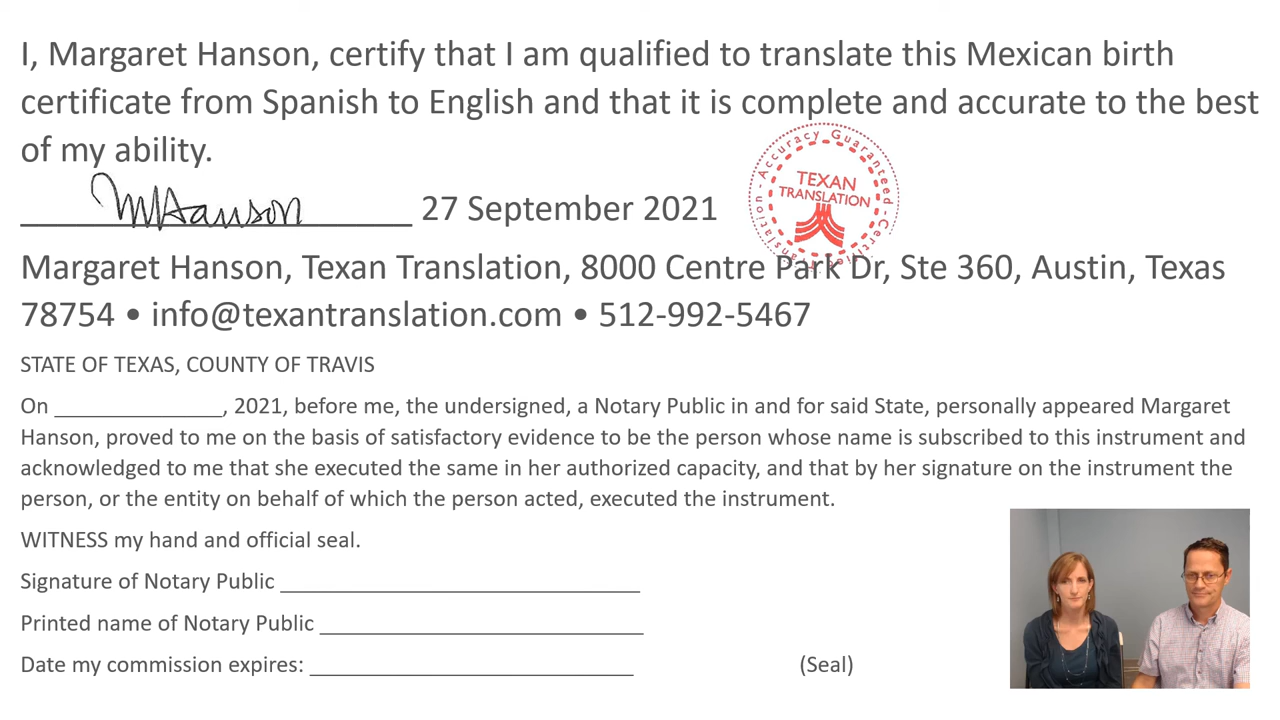 I, Margaret Hanson, certify that I am qualified to translate this Mexican birth
certificate from Spanish to English and that it is complete and accurate to the best
of my ability.
MHanson 27 September 2021
Accuracy Guaranteed - Certified Translation -
TEXAN
TRANSLATION
Margaret Hanson, Texan Translation, 8000 Centre Park Dr, Ste 360, Austin, Texas
78754 • info@texantranslation.com • 512-992-5467
STATE OF TEXAS, COUNTY OF TRAVIS
On ______________, 2021, before me, the undersigned, a Notary Public in and for said State, personally appeared Margaret
Hanson, proved to me on the basis of satisfactory evidence to be the person whose name is subscribed to this instrument and
acknowledged to me that she executed the same in her authorized capacity, and that by her signature on the instrument the
person, or the entity on behalf of which the person acted, executed the instrument.
WITNESS my hand and official seal.
Signature of Notary Public ______________________________
Printed name of Notary Public ___________________________
Date my commission expires: ___________________________ (Seal)